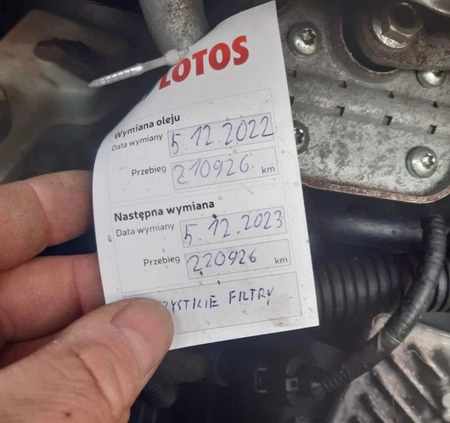 LOTOS
Wymiana oleju
Data wymiany 5.12.2022
Przebieg 210926 km
Następna wymiana
Data wymiany 5.12.2023
Przebieg 220926 km
FILTRY